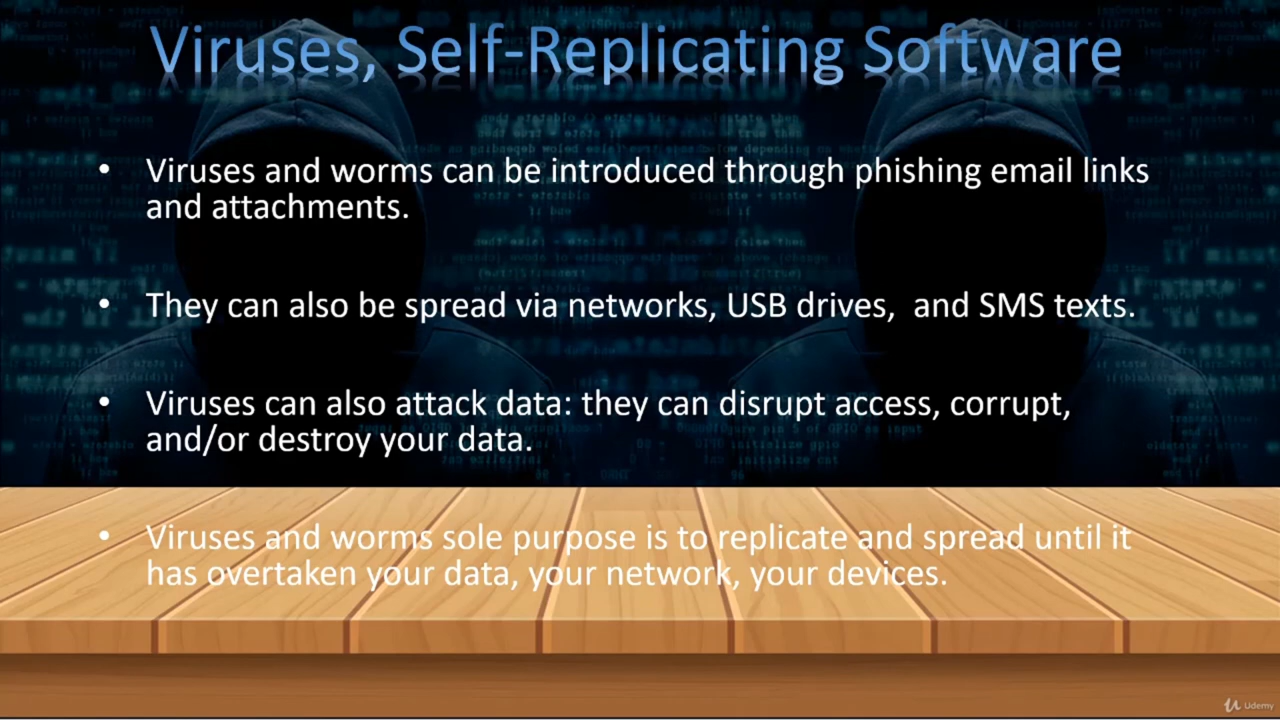 Viruses, Self-Replicating Software
• Viruses and worms can be introduced through phishing email links
and attachments.
• They can also be spread via networks, USB drives,  and SMS texts.
• Viruses can also attack data: they can disrupt access, corrupt,
and/or destroy your data.
• Viruses and worms sole purpose is to replicate and spread until it
has overtaken your data, your network, your devices.
Udemy